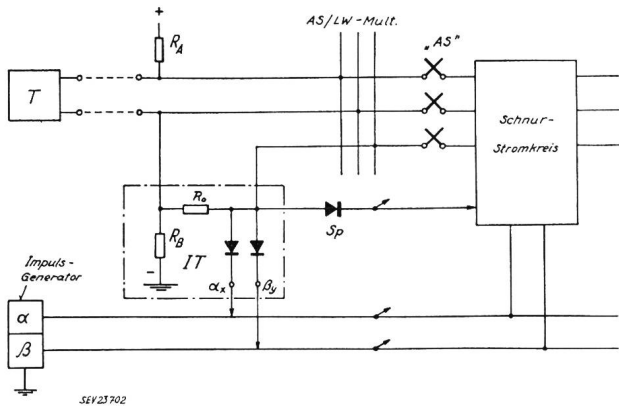 +
R_A
AS/LW-Mult.
„AS"
T
Schnur-
Stromkreis
R_o
R_B
IT
Sp
-
α_x
β_y
Impuls-
Generator
α
β
SEV23702